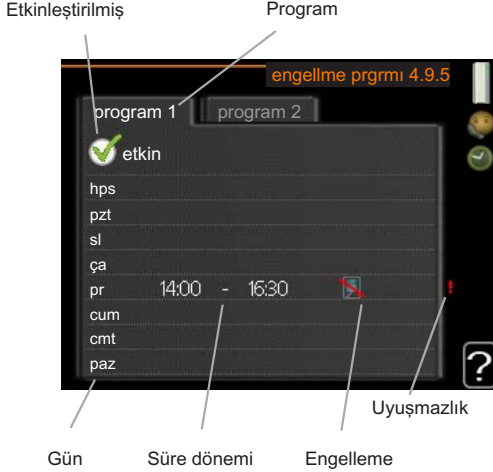 Etkinleştirilmiş Program
engellme prgrmı 4.9.5
program 1 program 2
etkin
hps
pzt
sl
ça
pr 14:00 - 16:30 !
cum
cmt
paz
?
Uyuşmazlık
Gün Süre dönemi Engelleme